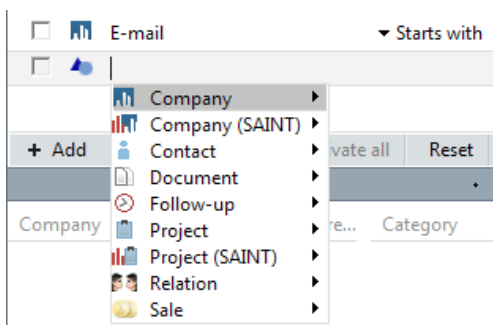 E-mail Starts with
Company
Company (SAINT)
Contact
Document
Follow-up
Project
Project (SAINT)
Relation
Sale
+ Add vate all Reset
Company re... Category